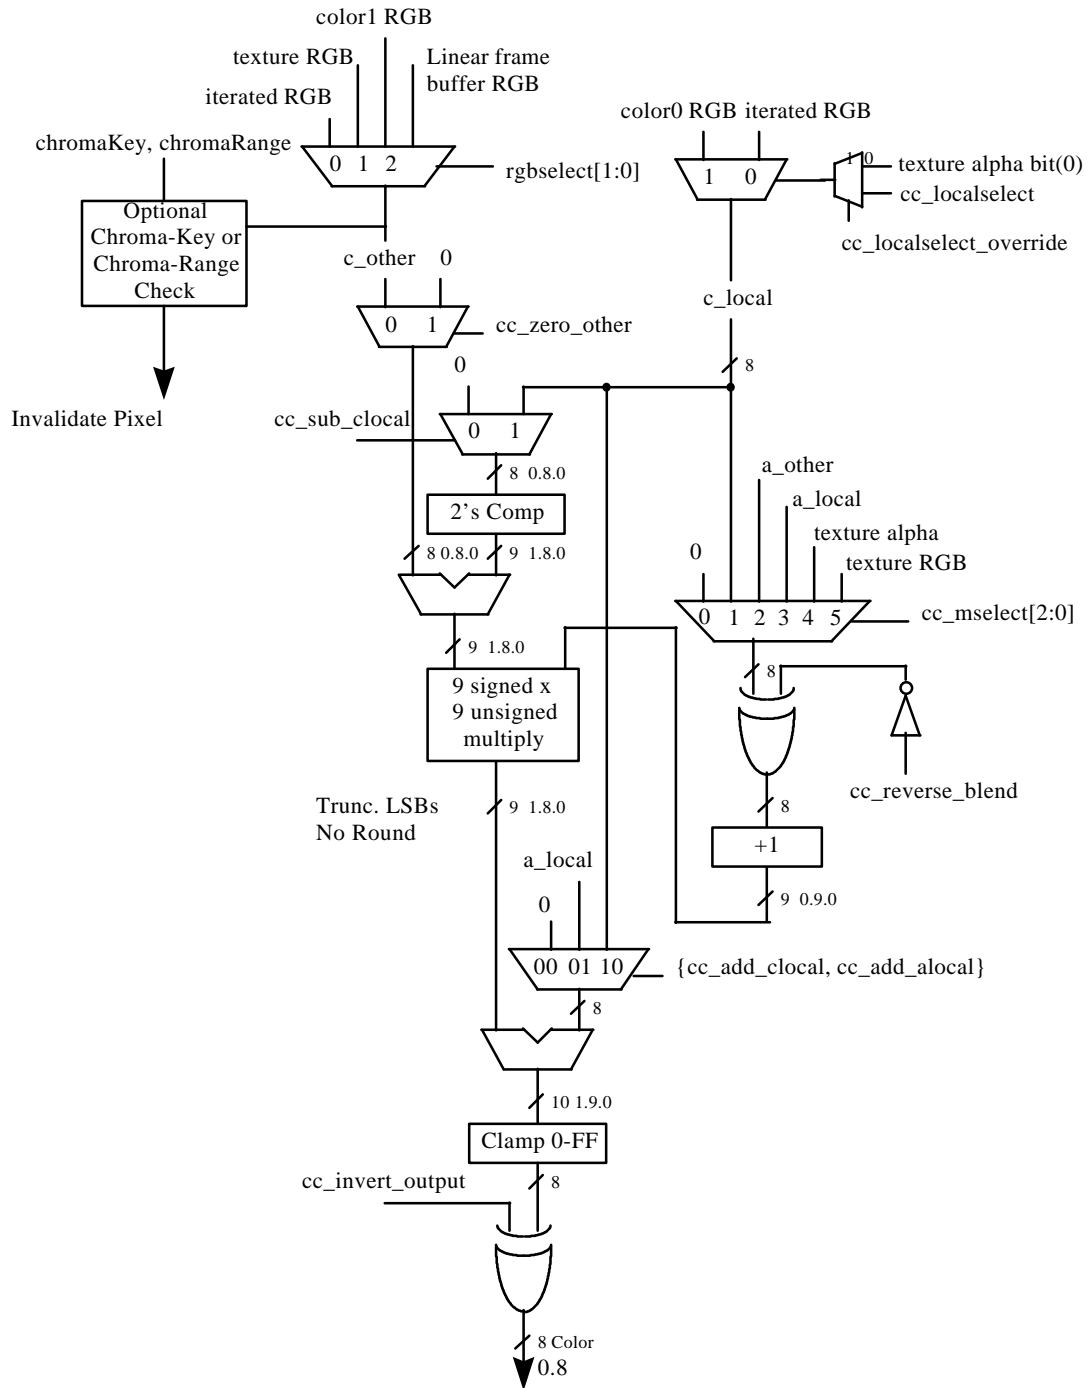 color1 RGB
texture RGB
Linear frame
buffer RGB
iterated RGB
color0 RGB iterated RGB
chromaKey, chromaRange
0 1 2
rgbselect[1:0]
1 0
1 0
texture alpha bit(0)
cc_localselect
cc_localselect_override
Optional
Chroma-Key or
Chroma-Range
Check
c_other 0
c_local
0 1
cc_zero_other
0
8
Invalidate Pixel
cc_sub_clocal
0 1
8 0.8.0
2's Comp
8 0.8.0
9 1.8.0
a_other
a_local
texture alpha
texture RGB
0
0 1 2 3 4 5
cc_mselect[2:0]
9 1.8.0
8
9 signed x
9 unsigned
multiply
cc_reverse_blend
Trunc. LSBs
No Round
9 1.8.0
8
+1
a_local
0
9 0.9.0
00 01 10
{cc_add_clocal, cc_add_alocal}
8
10 1.9.0
Clamp 0-FF
cc_invert_output
8
8 Color
0.8